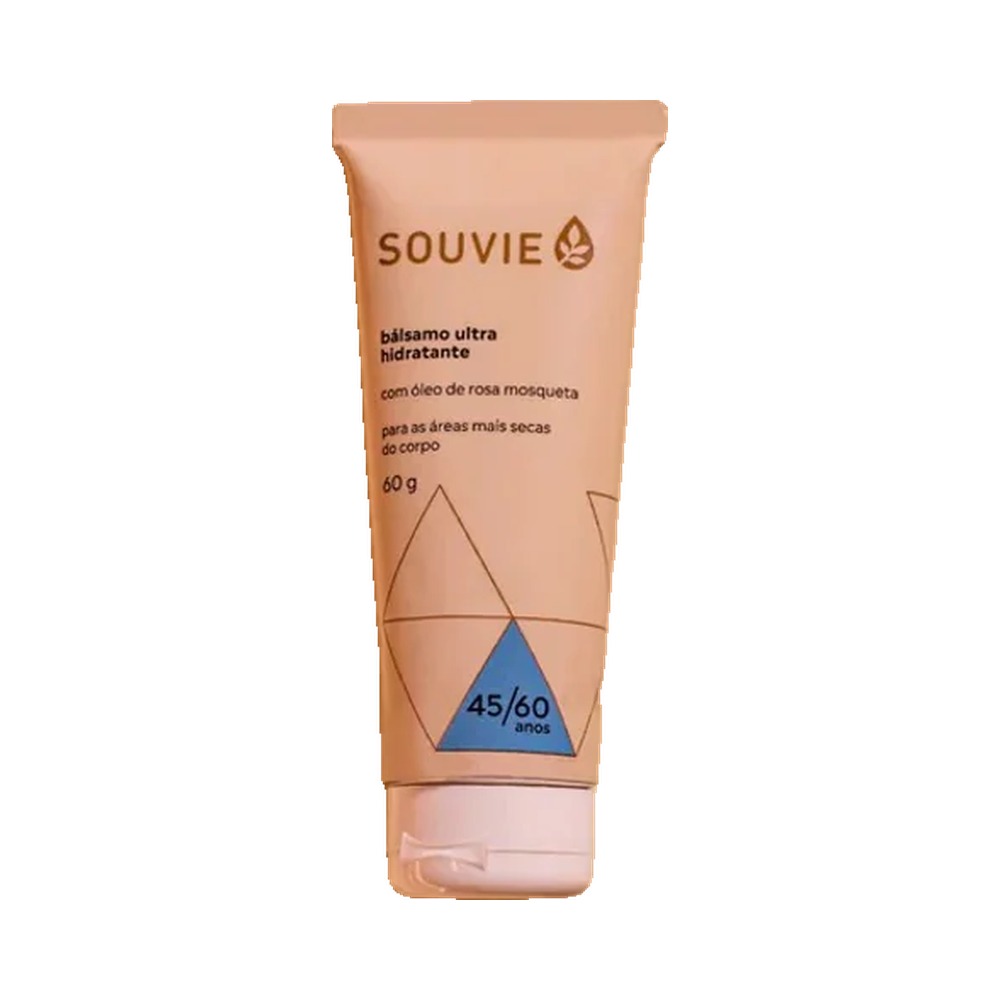 SOUVIE
bálsamo ultra
hidratante
com óleo de rosa mosqueta
para as áreas mais secas
do corpo
60 g
45/60
anos